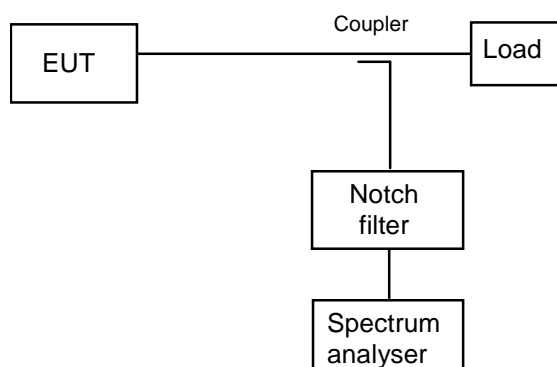 Coupler
EUT
Load
Notch
filter
Spectrum
analyser